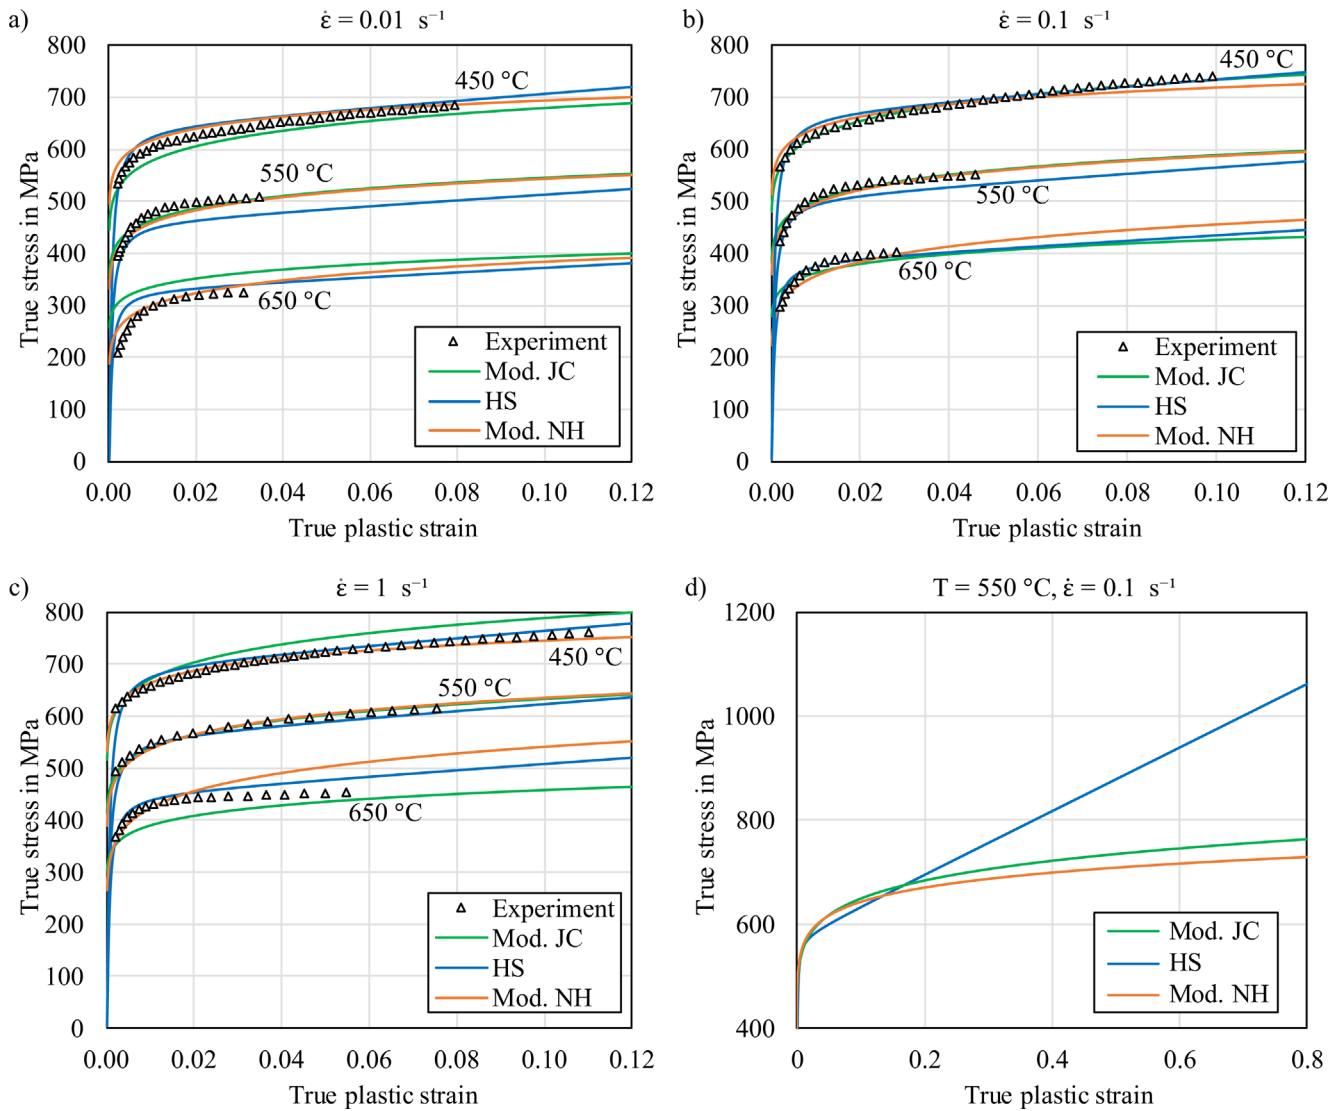 a)
ε̇ = 0.01 s⁻¹
800
700
600
500
400
300
200
100
0
True stress in MPa
450 °C
550 °C
650 °C
Experiment
Mod. JC
HS
Mod. NH
0.00 0.02 0.04 0.06 0.08 0.10 0.12
True plastic strain
b)
ε̇ = 0.1 s⁻¹
800
700
600
500
400
300
200
100
0
True stress in MPa
450 °C
550 °C
650 °C
Experiment
Mod. JC
HS
Mod. NH
0.00 0.02 0.04 0.06 0.08 0.10 0.12
True plastic strain
c)
ε̇ = 1 s⁻¹
800
700
600
500
400
300
200
100
0
True stress in MPa
450 °C
550 °C
650 °C
Experiment
Mod. JC
HS
Mod. NH
0.00 0.02 0.04 0.06 0.08 0.10 0.12
True plastic strain
d)
T = 550 °C, ε̇ = 0.1 s⁻¹
1200
1000
800
600
400
True stress in MPa
Mod. JC
HS
Mod. NH
0 0.2 0.4 0.6 0.8
True plastic strain